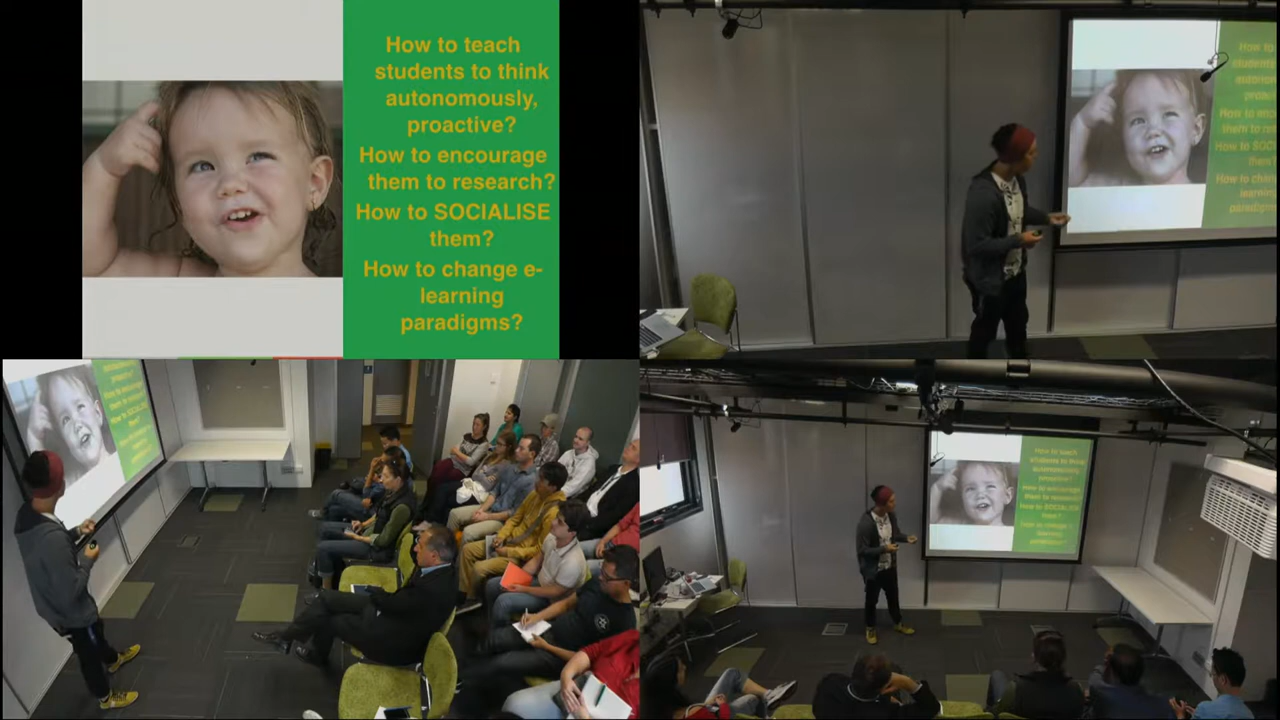 How to teach
students to think
autonomously,
proactive?
How to encourage
them to research?
How to SOCIALISE
them?
How to change e-
learning
paradigms?